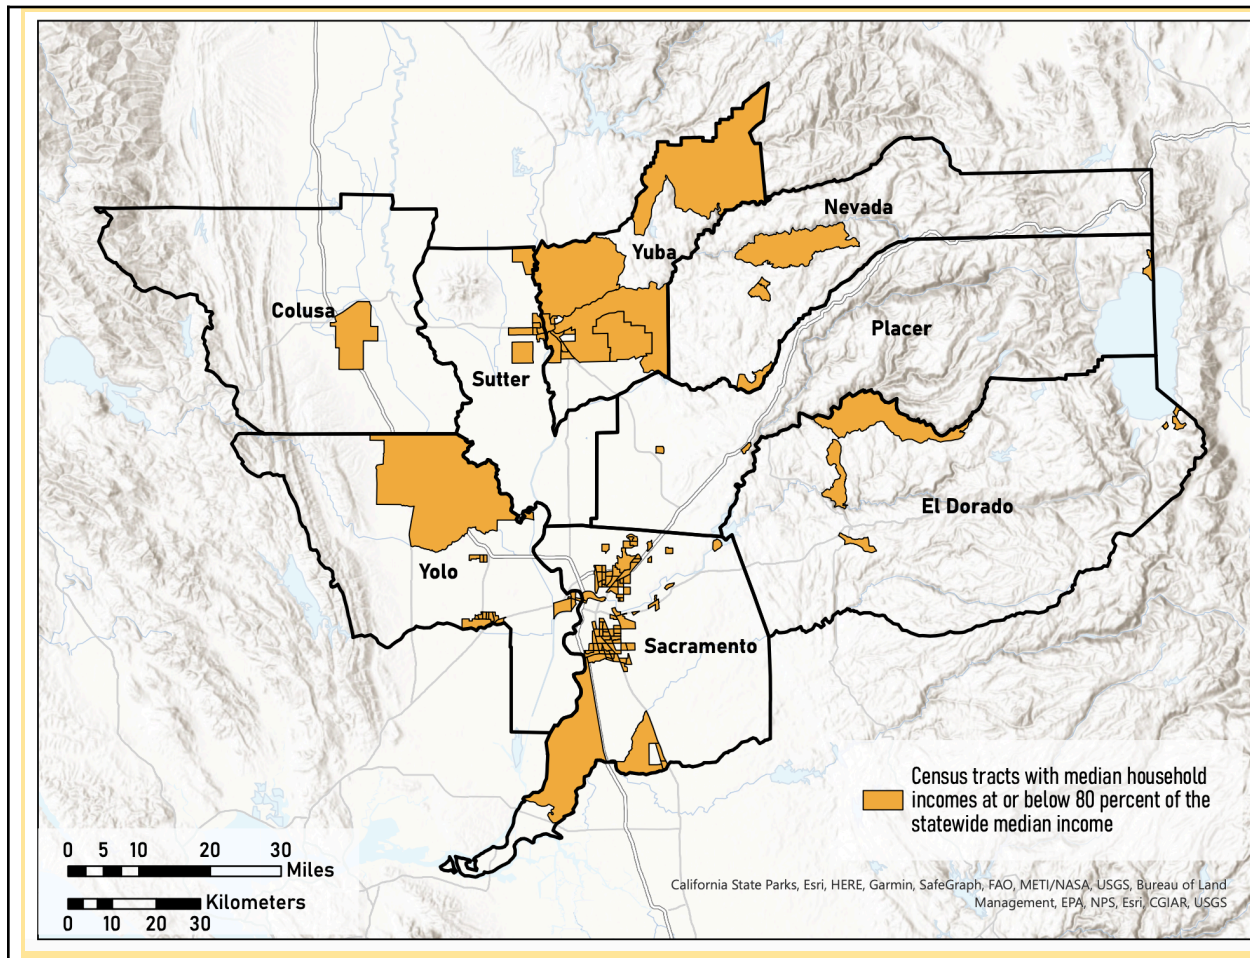 Nevada
Yuba
Colusa
Placer
Sutter
El Dorado
Yolo
Sacramento
Census tracts with median household
incomes at or below 80 percent of the
statewide median income
0 5 10 20 30
Miles
Kilometers
0 10 20 30
California State Parks, Esri, HERE, Garmin, SafeGraph, FAO, METI/NASA, USGS, Bureau of Land
Management, EPA, NPS, Esri, CGIAR, USGS